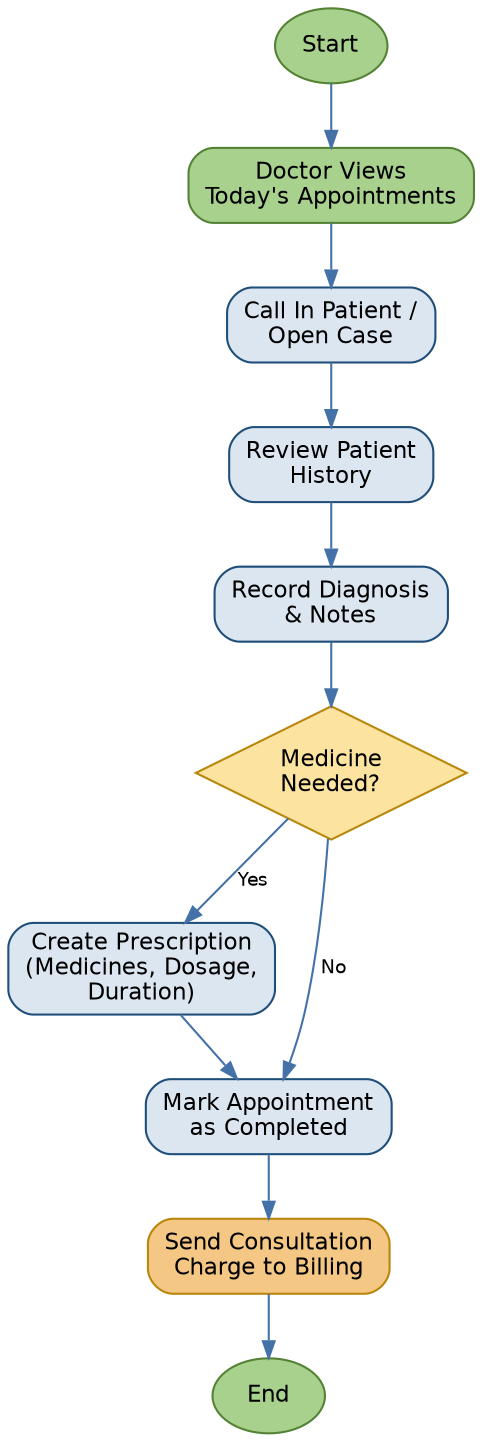 Start
Doctor Views
Today's Appointments
Call In Patient /
Open Case
Review Patient
History
Record Diagnosis
& Notes
Medicine
Needed?
Yes
Create Prescription
(Medicines, Dosage,
Duration)
No
Mark Appointment
as Completed
Send Consultation
Charge to Billing
End